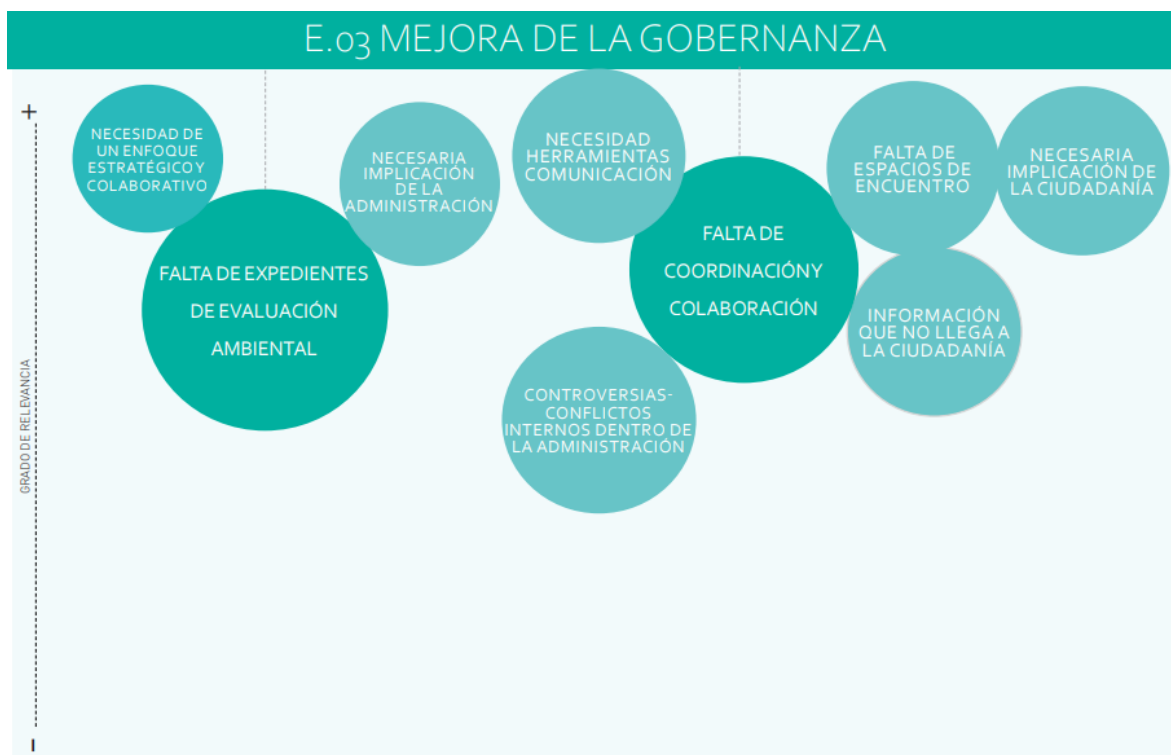 E.03 MEJORA DE LA GOBERNANZA
+
GRADO DE RELEVANCIA
–
NECESIDAD DE
UN ENFOQUE
ESTRATÉGICO Y
COLABORATIVO
NECESARIA
IMPLICACIÓN
DE LA
ADMINISTRACIÓN
FALTA DE EXPEDIENTES
DE EVALUACIÓN
AMBIENTAL
NECESIDAD
HERRAMIENTAS
COMUNICACIÓN
FALTA DE
COORDINACIÓNY
COLABORACIÓN
FALTA DE
ESPACIOS DE
ENCUENTRO
NECESARIA
IMPLICACIÓN DE
LA CIUDADANÍA
INFORMACIÓN
QUE NO LLEGA A
LA CIUDADANÍA
CONTROVERSIAS-
CONFLICTOS
INTERNOS DENTRO DE
LA ADMINISTRACIÓN